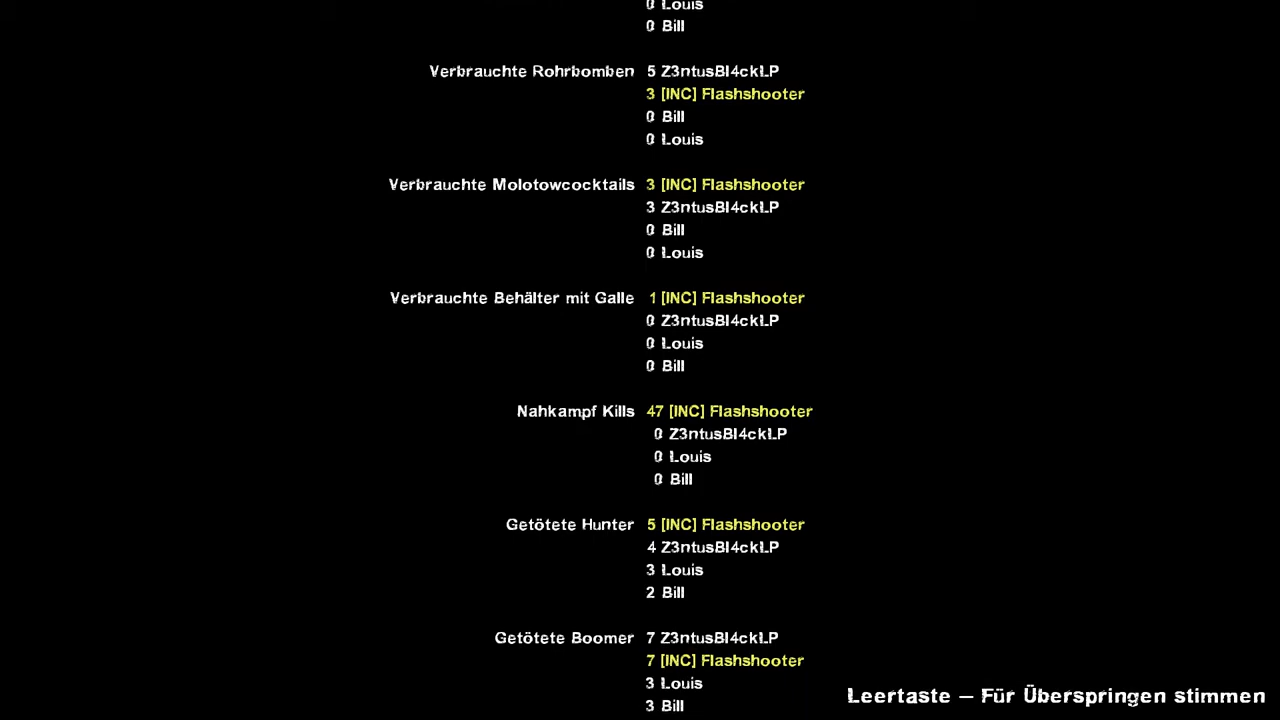 0 Louis
0 Bill
Verbrauchte Rohrbomben 5 Z3ntusBl4ckLP
3 [INC] Flashshooter
0 Bill
0 Louis
Verbrauchte Molotowcocktails 3 [INC] Flashshooter
3 Z3ntusBl4ckLP
0 Bill
0 Louis
Verbrauchte Behälter mit Galle 1 [INC] Flashshooter
0 Z3ntusBl4ckLP
0 Louis
0 Bill
Nahkampf Kills 47 [INC] Flashshooter
0 Z3ntusBl4ckLP
0 Louis
0 Bill
Getötete Hunter 5 [INC] Flashshooter
4 Z3ntusBl4ckLP
3 Louis
2 Bill
Getötete Boomer 7 Z3ntusBl4ckLP
7 [INC] Flashshooter
3 Louis
3 Bill
Leertaste – Für Überspringen stimmen